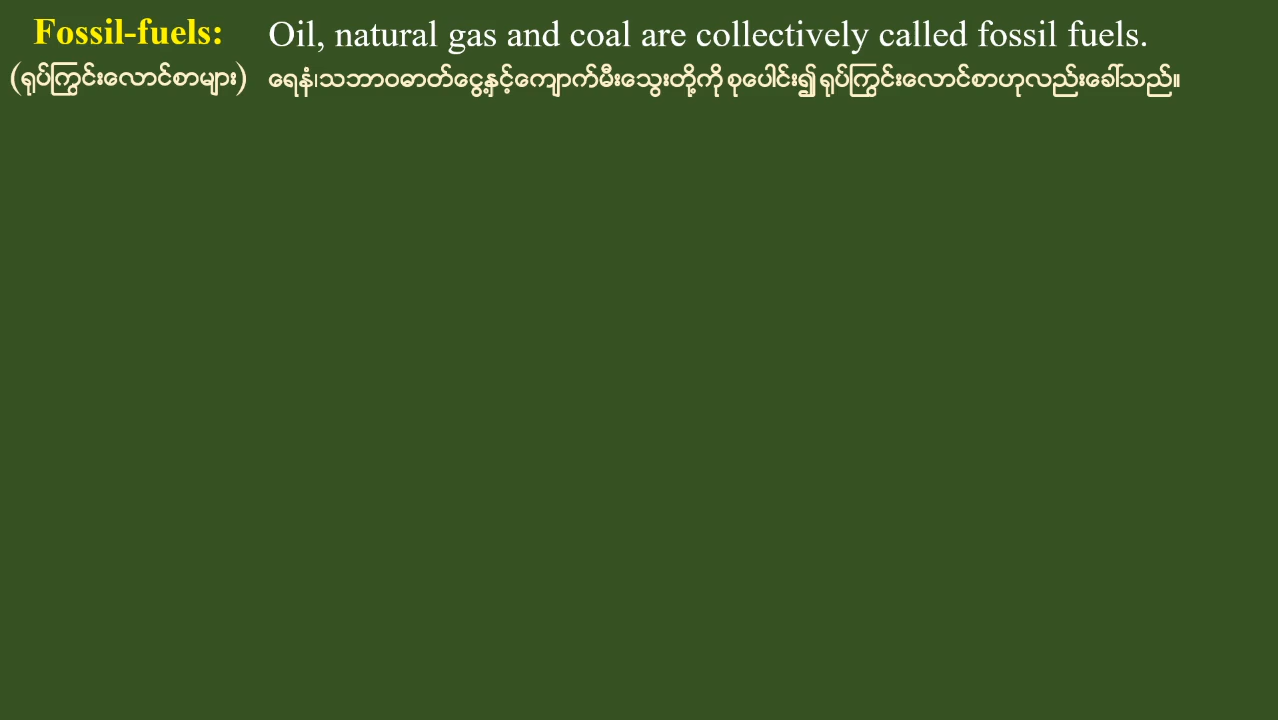 Fossil-fuels: Oil, natural gas and coal are collectively called fossil fuels.
(ရုပ်ကြွင်းလောင်စာများ) ရေနံ၊သဘာဝဓာတ်ငွေ့နှင့်ကျောက်မီးသွေးတို့ကို စုပေါင်း၍ ရုပ်ကြွင်းလောင်စာဟုလည်းခေါ်သည်။